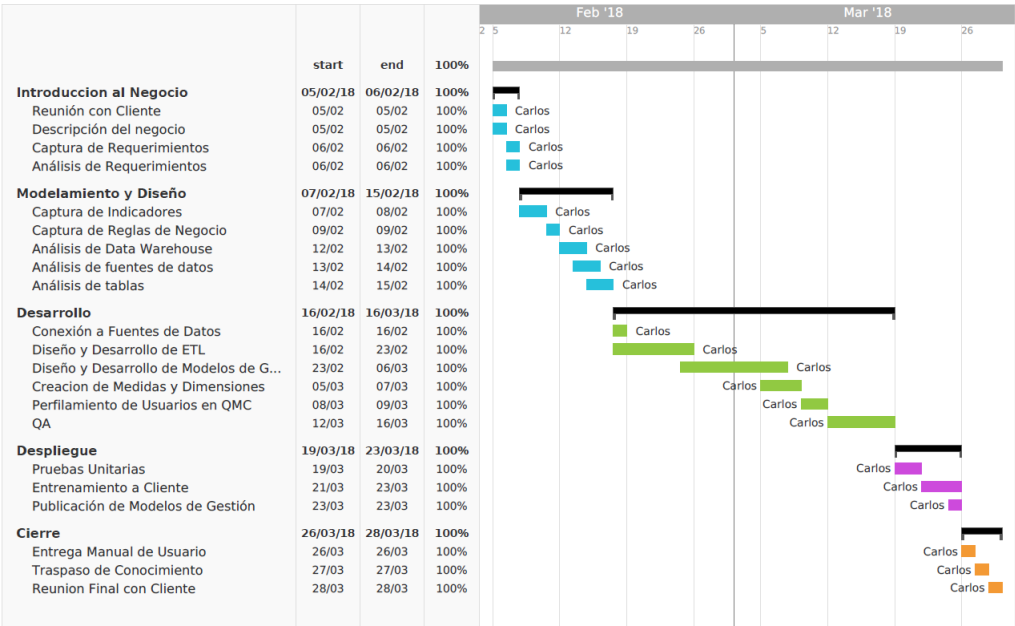 Feb '18 Mar '18
2 5 12 19 26 5 12 19 26
start end 100%
Introduccion al Negocio 05/02/18 06/02/18 100%
Reunión con Cliente 05/02 05/02 100% Carlos
Descripción del negocio 05/02 05/02 100% Carlos
Captura de Requerimientos 06/02 06/02 100% Carlos
Análisis de Requerimientos 06/02 06/02 100% Carlos
Modelamiento y Diseño 07/02/18 15/02/18 100%
Captura de Indicadores 07/02 08/02 100% Carlos
Captura de Reglas de Negocio 09/02 09/02 100% Carlos
Análisis de Data Warehouse 12/02 13/02 100% Carlos
Análisis de fuentes de datos 13/02 14/02 100% Carlos
Análisis de tablas 14/02 15/02 100% Carlos
Desarrollo 16/02/18 16/03/18 100%
Conexión a Fuentes de Datos 16/02 16/02 100% Carlos
Diseño y Desarrollo de ETL 16/02 23/02 100% Carlos
Diseño y Desarrollo de Modelos de G... 23/02 06/03 100% Carlos
Creacion de Medidas y Dimensiones 05/03 07/03 100% Carlos
Perfilamiento de Usuarios en QMC 08/03 09/03 100% Carlos
QA 12/03 16/03 100% Carlos
Despliegue 19/03/18 23/03/18 100%
Pruebas Unitarias 19/03 20/03 100% Carlos
Entrenamiento a Cliente 21/03 23/03 100% Carlos
Publicación de Modelos de Gestión 23/03 23/03 100% Carlos
Cierre 26/03/18 28/03/18 100%
Entrega Manual de Usuario 26/03 26/03 100% Carlos
Traspaso de Conocimiento 27/03 27/03 100% Carlos
Reunion Final con Cliente 28/03 28/03 100% Carlos